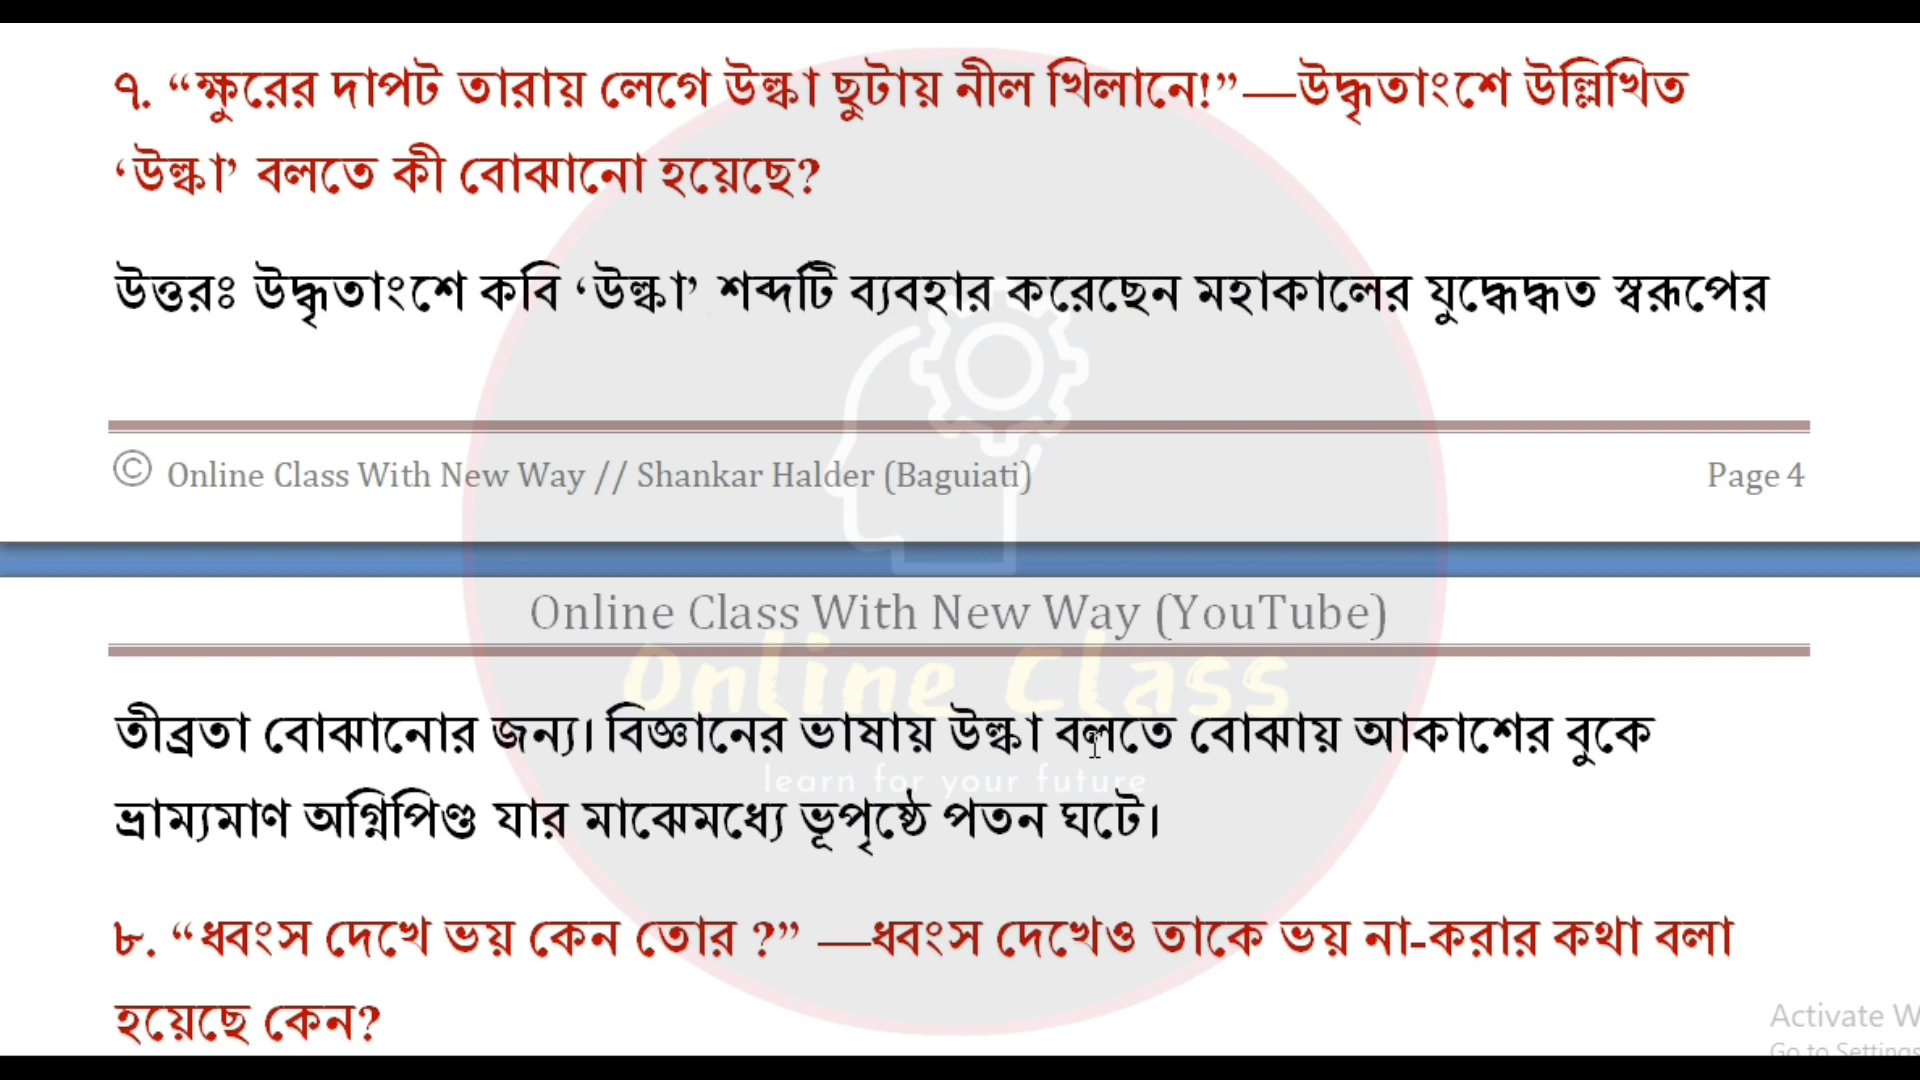 ৭. “ক্ষুরের দাপট তারায় লেগে উল্কা ছুটায় নীল খিলানে!”—উদ্ধৃতাংশে উল্লিখিত
‘উল্কা’ বলতে কী বোঝানো হয়েছে?
উত্তরঃ উদ্ধৃতাংশে কবি ‘উল্কা’ শব্দটি ব্যবহার করেছেন মহাকালের যুদ্ধেদ্ধত স্বরূপের
© Online Class With New Way // Shankar Halder (Baguiati) Page 4
Online Class With New Way (YouTube)
Online Class
তীব্রতা বোঝানোর জন্য। বিজ্ঞানের ভাষায় উল্কা বলতে বোঝায় আকাশের বুকে
learn for your future
ভ্রাম্যমাণ অগ্নিপিণ্ড যার মাঝেমধ্যে ভূপৃষ্ঠে পতন ঘটে।
৮. “ধ্বংস দেখে ভয় কেন তোর ?” —ধ্বংস দেখেও তাকে ভয় না-করার কথা বলা
হয়েছে কেন?
Activate W
Go to Settings